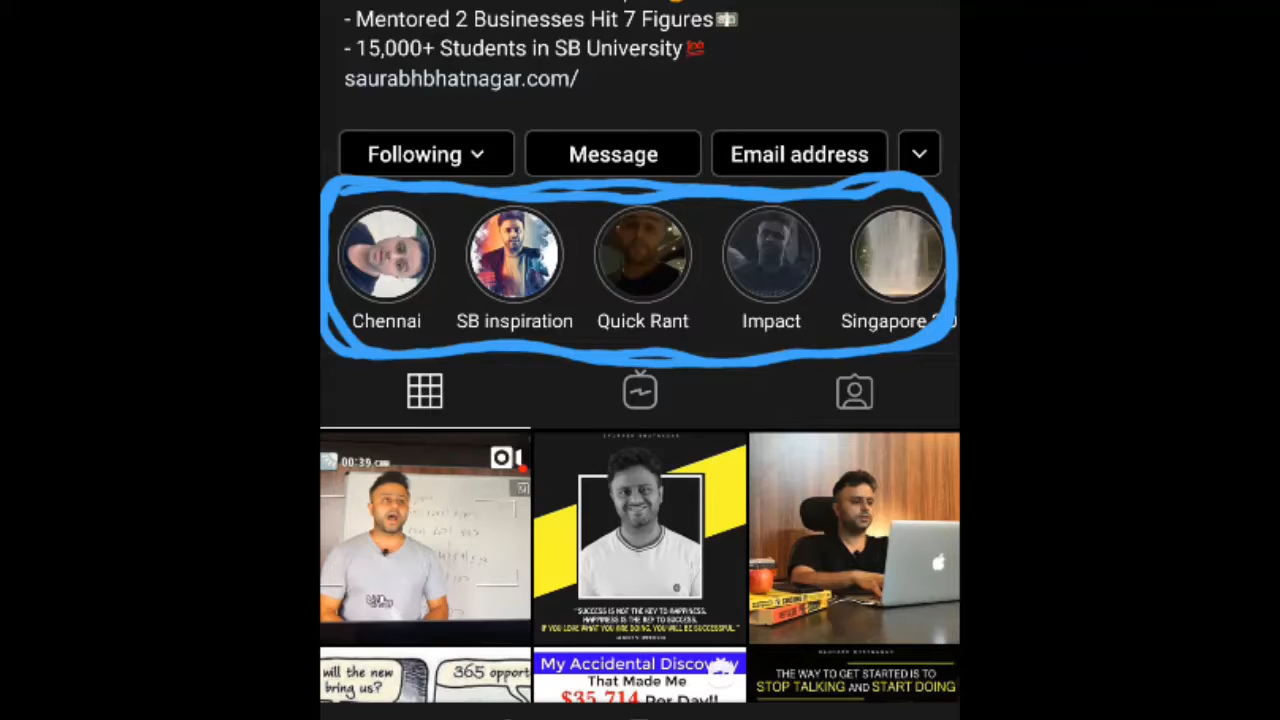 - Mentored 2 Businesses Hit 7 Figures
- 15,000+ Students in SB University💯
saurabhbhatnagar.com/
Following
Message
Email address
Chennai
SB inspiration
Quick Rant
Impact
Singapore
00:39
"SUCCESS IS NOT THE KEY TO HAPPINESS.
HAPPINESS IS THE KEY TO SUCCESS.
IF YOU LOVE WHAT YOU ARE DOING, YOU WILL BE SUCCESSFUL."
will the new
bring us?
365 opport
My Accidental Discov
That Made Me
$35,714 Per Day!!
THE WAY TO GET STARTED IS TO
STOP TALKING AND START DOING